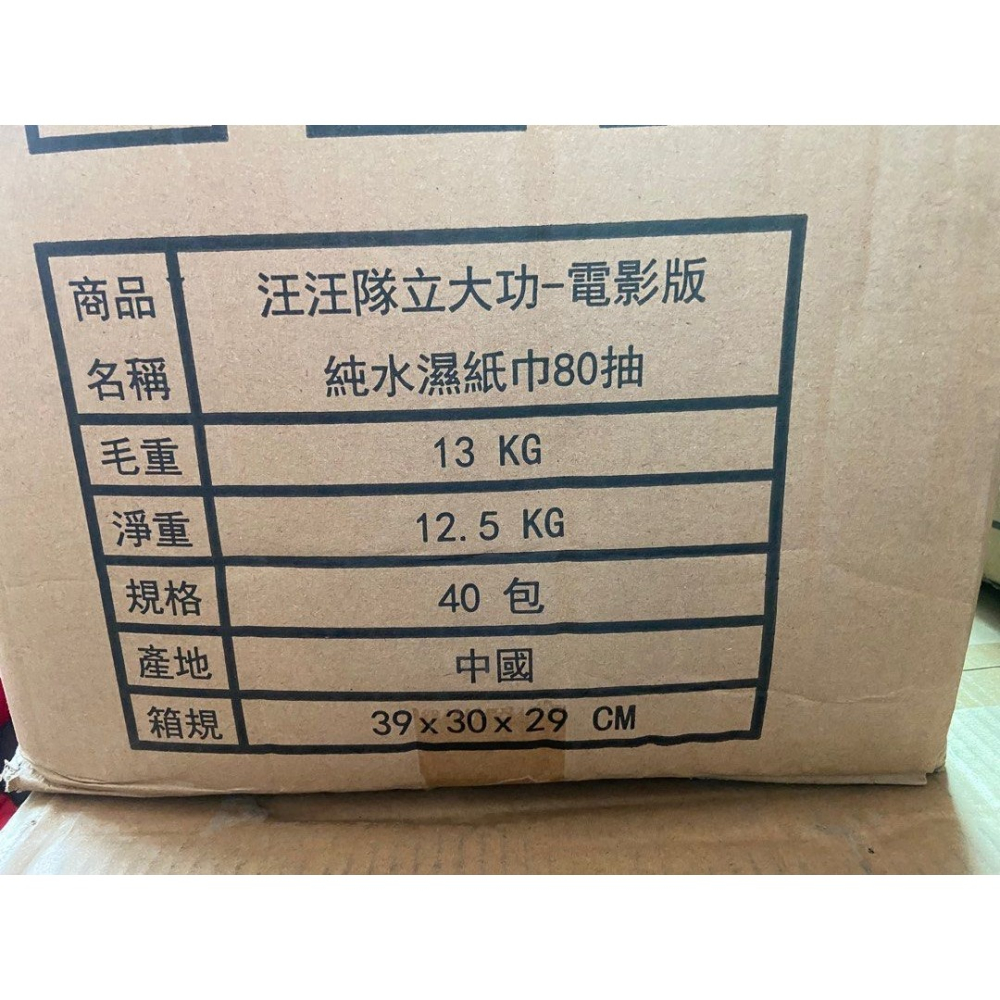 商品名稱 汪汪隊立大功-電影版
純水濕紙巾80抽
毛重 13 KG
淨重 12.5 KG
規格 40 包
產地 中國
箱規 39x30x29 CM